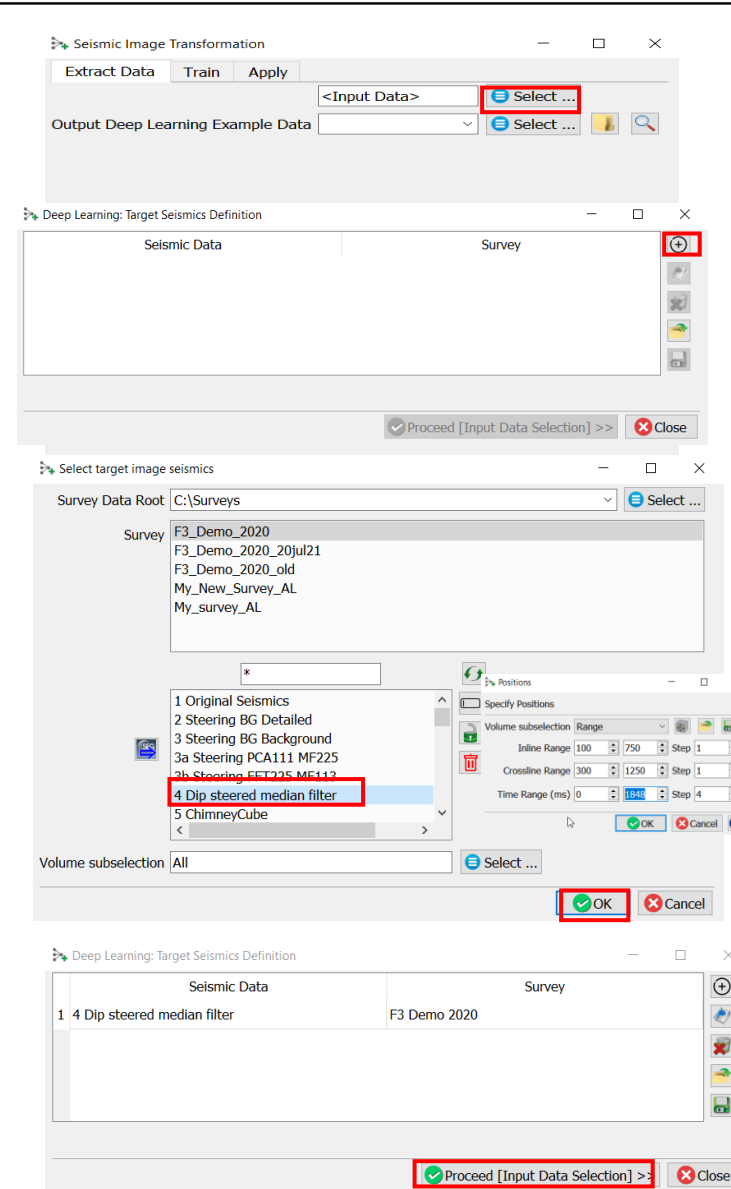 Seismic Image Transformation
Extract Data Train Apply
<Input Data> Select ...
Output Deep Learning Example Data Select ...
Deep Learning: Target Seismics Definition
Seismic Data Survey
Proceed [Input Data Selection] >> Close
Select target image seismics
Survey Data Root C:\Surveys Select ...
Survey F3_Demo_2020
F3_Demo_2020_20jul21
F3_Demo_2020_old
My_New_Survey_AL
My_survey_AL
*
1 Original Seismics
2 Steering BG Detailed
3 Steering BG Background
3a Steering PCA111 MF225
3b Steering FFT225 MF113
4 Dip steered median filter
5 ChimneyCube
Positions
Specify Positions
Volume subselection Range
Inline Range 100 750 Step 1
Crossline Range 300 1250 Step 1
Time Range (ms) 0 1848 Step 4
OK Cancel
Volume subselection All Select ...
OK Cancel
Deep Learning: Target Seismics Definition
Seismic Data Survey
1 4 Dip steered median filter F3 Demo 2020
Proceed [Input Data Selection] >> Close